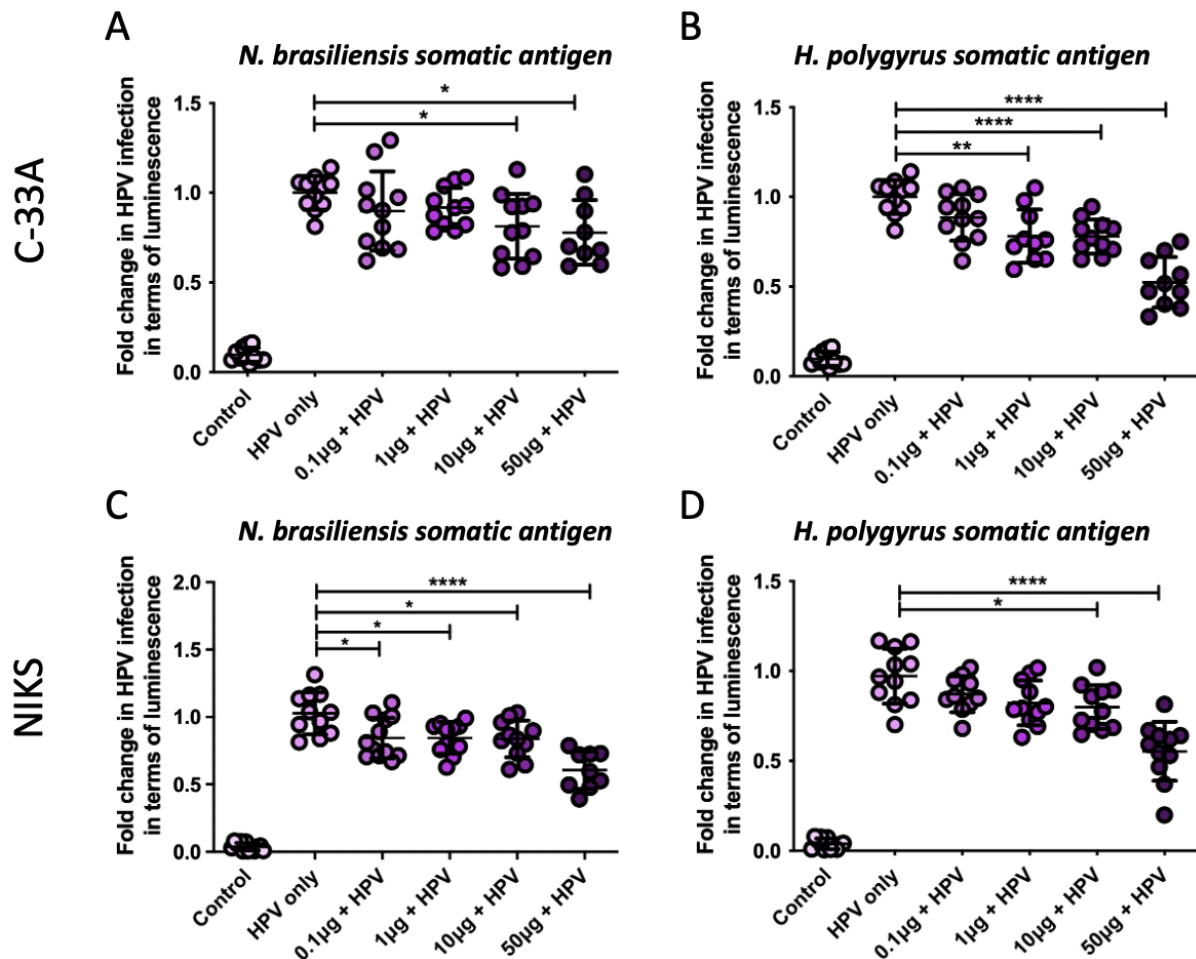 A
N. brasiliensis somatic antigen
Fold change in HPV infection
in terms of luminescence
1.5
1.0
0.5
0.0
*
*
Control
HPV only
0.1µg + HPV
1µg + HPV
10µg + HPV
50µg + HPV
B
H. polygyrus somatic antigen
Fold change in HPV infection
in terms of luminescence
1.5
1.0
0.5
0.0
****
****
**
Control
HPV only
0.1µg + HPV
1µg + HPV
10µg + HPV
50µg + HPV
C-33A
C
N. brasiliensis somatic antigen
Fold change in HPV infection
in terms of luminescence
2.0
1.5
1.0
0.5
0.0
****
*
*
*
Control
HPV only
0.1µg + HPV
1µg + HPV
10µg + HPV
50µg + HPV
D
H. polygyrus somatic antigen
Fold change in HPV infection
in terms of luminescence
1.5
1.0
0.5
0.0
****
*
Control
HPV only
0.1µg + HPV
1µg + HPV
10µg + HPV
50µg + HPV
NIKS